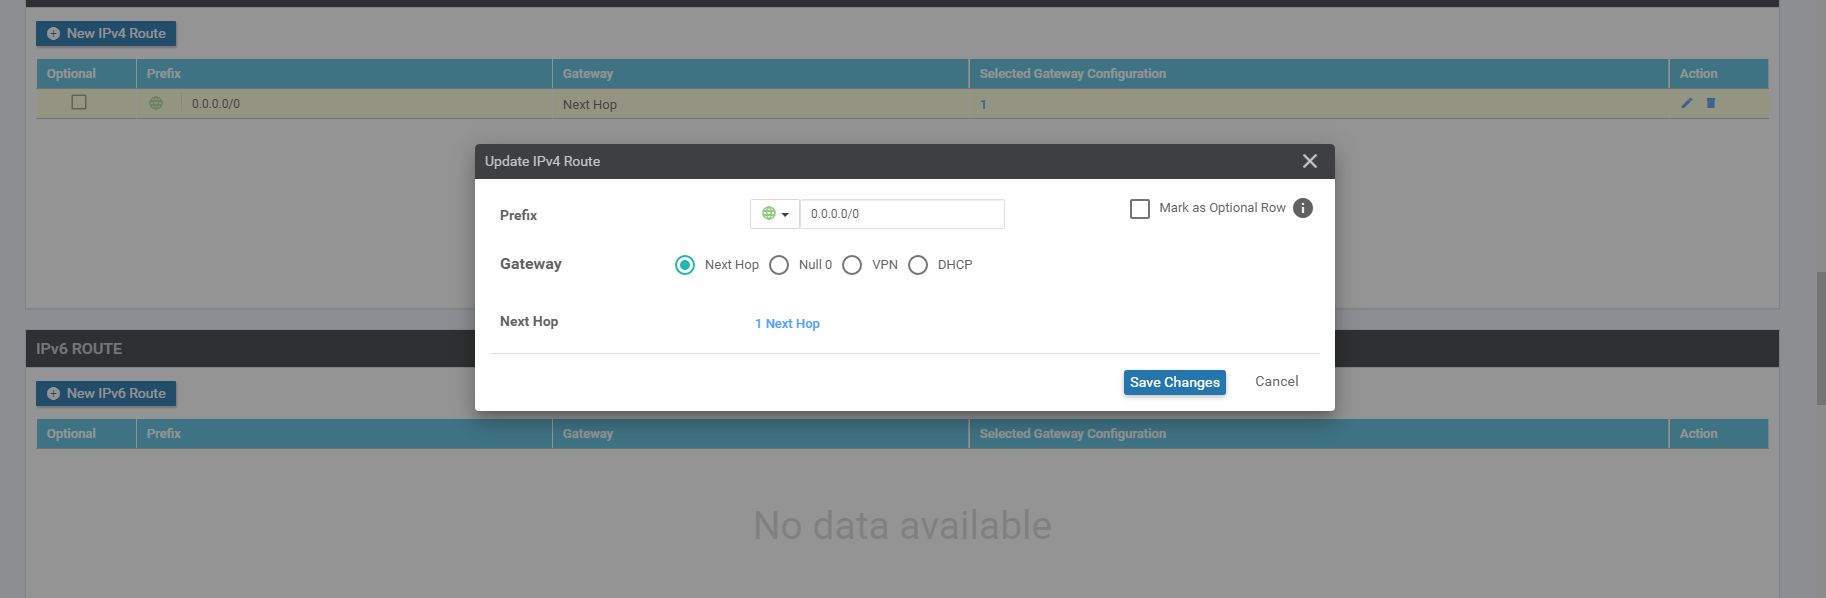 New IPv4 Route
Optional Prefix Gateway Selected Gateway Configuration Action
0.0.0.0/0 Next Hop 1
Update IPv4 Route
Prefix 0.0.0.0/0 Mark as Optional Row
Gateway Next Hop Null 0 VPN DHCP
Next Hop 1 Next Hop
Save Changes Cancel
IPv6 ROUTE
New IPv6 Route
Optional Prefix Gateway Selected Gateway Configuration Action
No data available